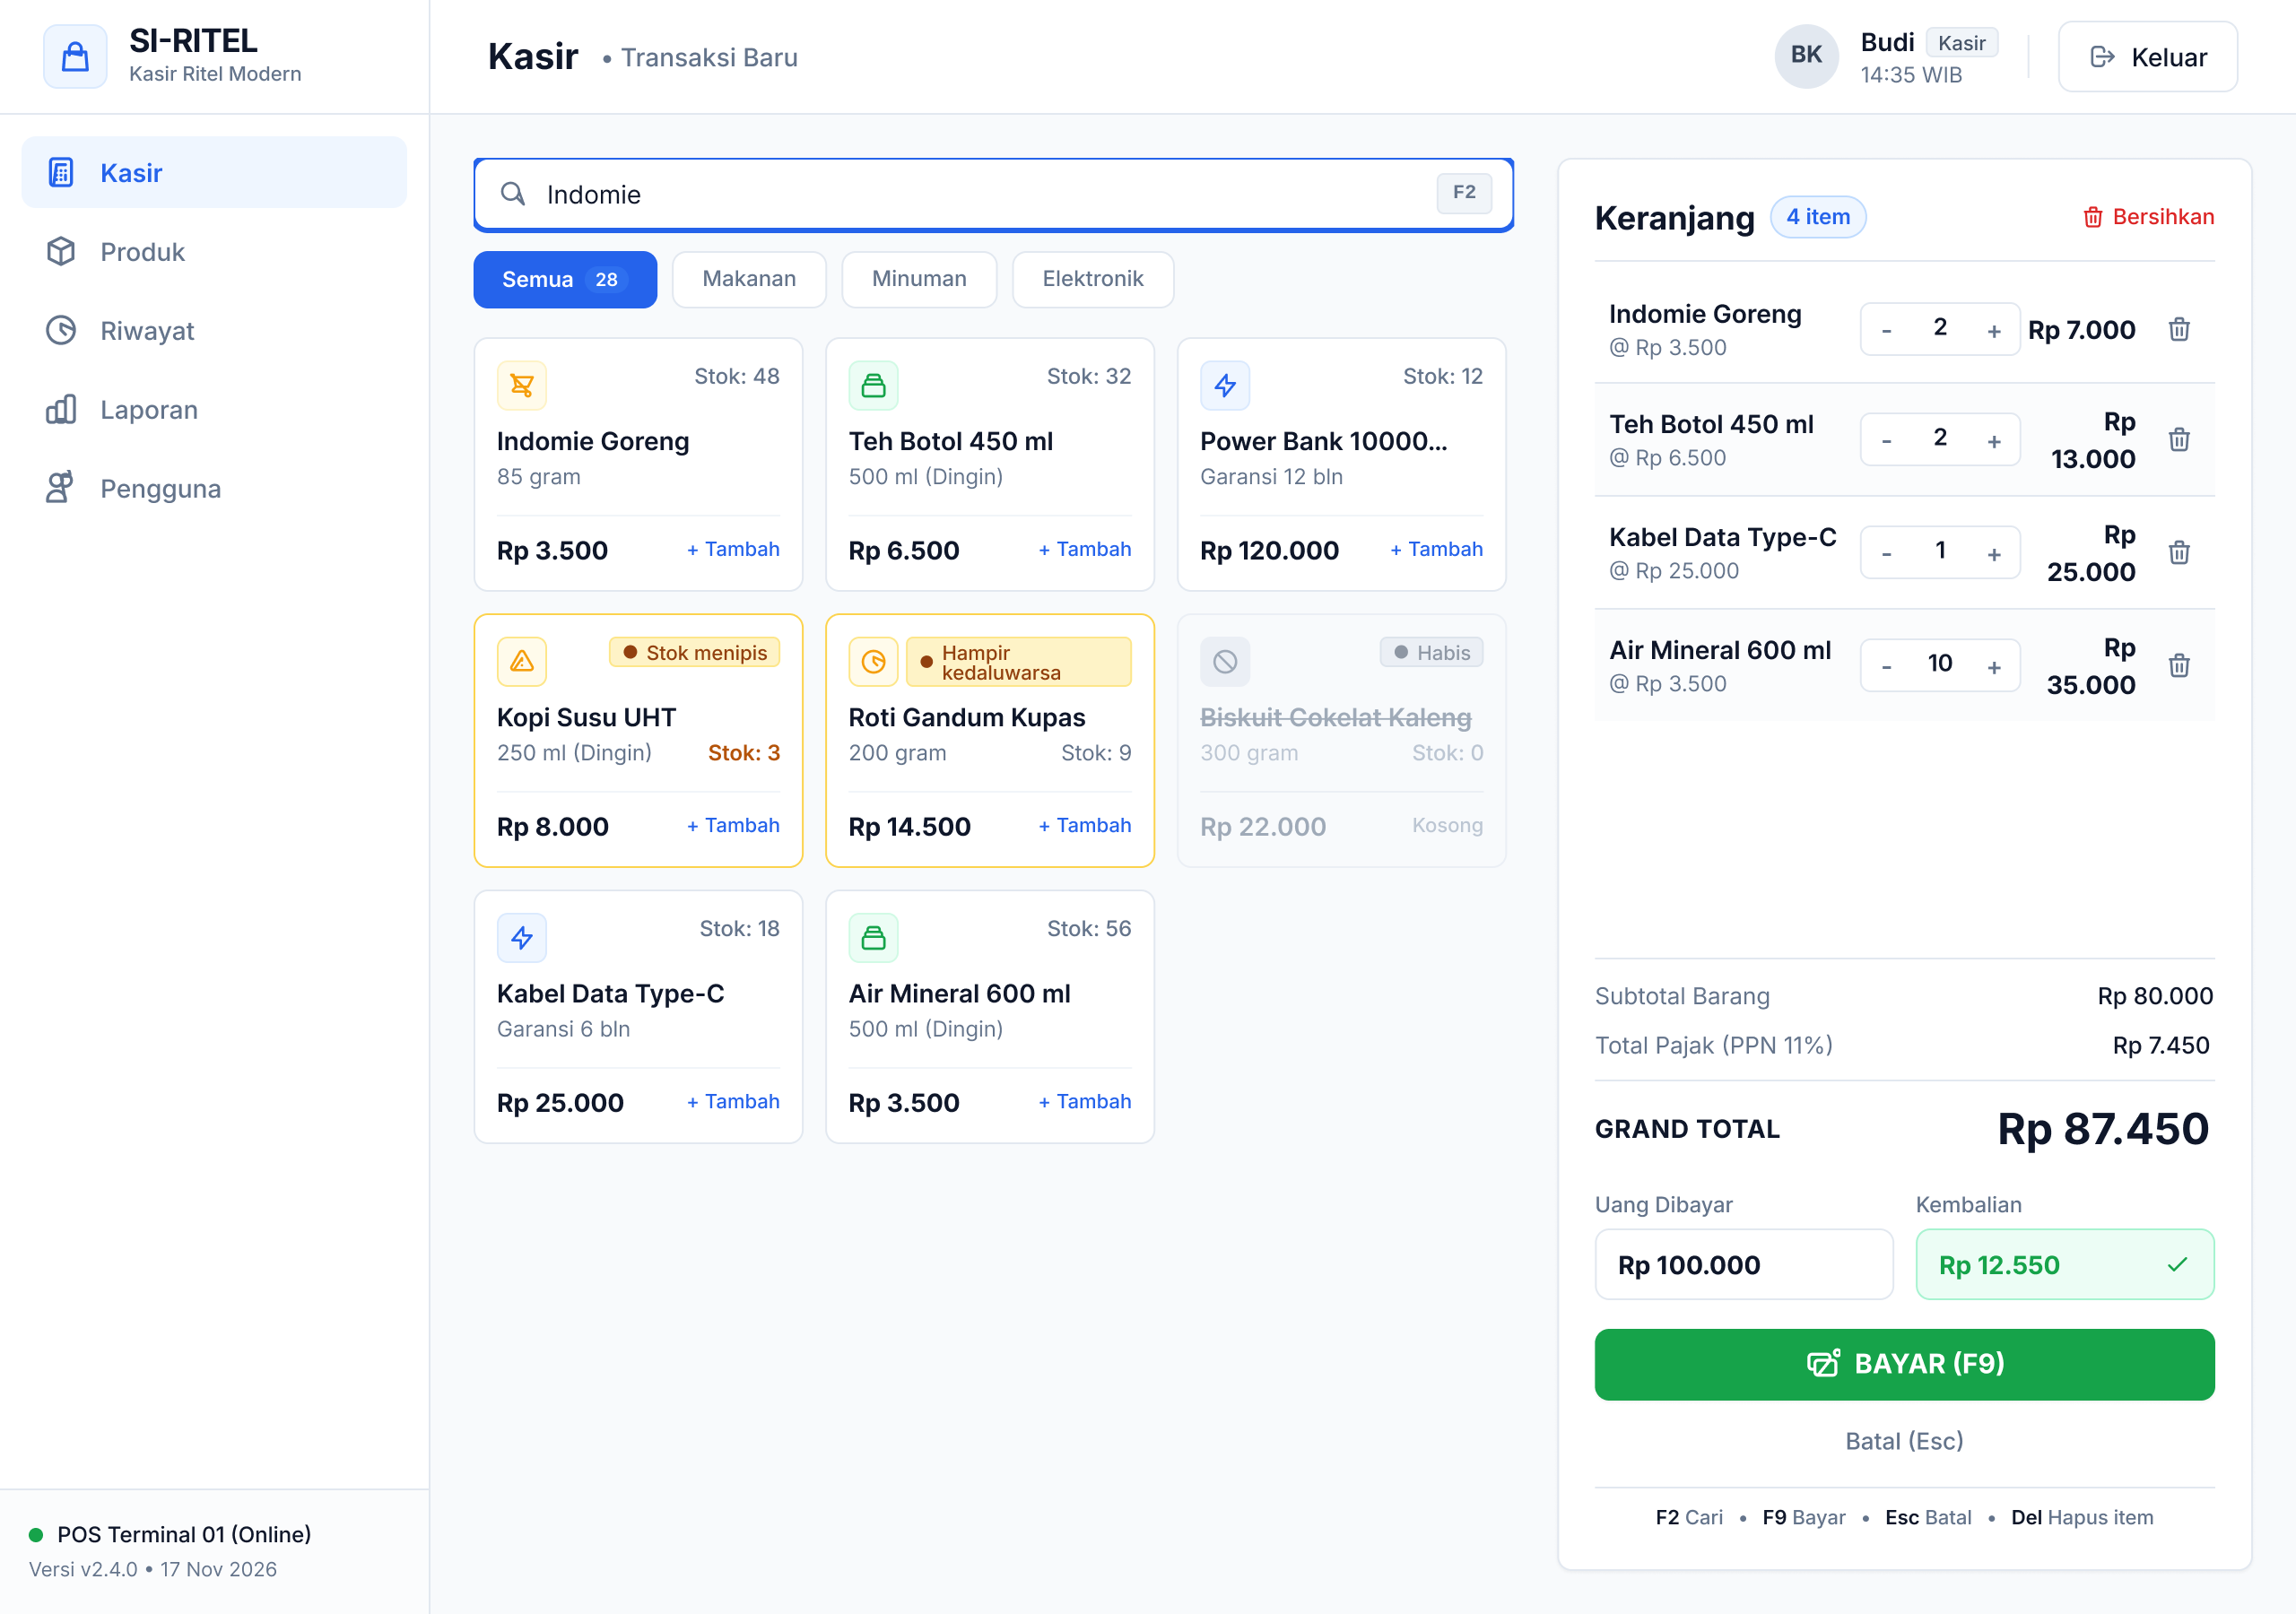 SI-RITEL
Kasir Ritel Modern
Kasir
Produk
Riwayat
Laporan
Pengguna
POS Terminal 01 (Online)
Versi v2.4.0 • 17 Nov 2026
Kasir • Transaksi Baru
BK
Budi Kasir
14:35 WIB
Keluar
Indomie F2
Semua 28 Makanan Minuman Elektronik
Stok: 48
Indomie Goreng
85 gram
Rp 3.500 + Tambah
Stok: 32
Teh Botol 450 ml
500 ml (Dingin)
Rp 6.500 + Tambah
Stok: 12
Power Bank 10000...
Garansi 12 bln
Rp 120.000 + Tambah
Stok menipis
Kopi Susu UHT
250 ml (Dingin) Stok: 3
Rp 8.000 + Tambah
Hampir
kedaluwarsa
Roti Gandum Kupas
200 gram Stok: 9
Rp 14.500 + Tambah
Habis
Biskuit Cokelat Kaleng
300 gram Stok: 0
Rp 22.000 Kosong
Stok: 18
Kabel Data Type-C
Garansi 6 bln
Rp 25.000 + Tambah
Stok: 56
Air Mineral 600 ml
500 ml (Dingin)
Rp 3.500 + Tambah
Keranjang 4 item Bersihkan
Indomie Goreng
@ Rp 3.500
- 2 + Rp 7.000
Teh Botol 450 ml
@ Rp 6.500
- 2 + Rp
13.000
Kabel Data Type-C
@ Rp 25.000
- 1 + Rp
25.000
Air Mineral 600 ml
@ Rp 3.500
- 10 + Rp
35.000
Subtotal Barang Rp 80.000
Total Pajak (PPN 11%) Rp 7.450
GRAND TOTAL Rp 87.450
Uang Dibayar Kembalian
Rp 100.000 Rp 12.550
BAYAR (F9)
Batal (Esc)
F2 Cari • F9 Bayar • Esc Batal • Del Hapus item